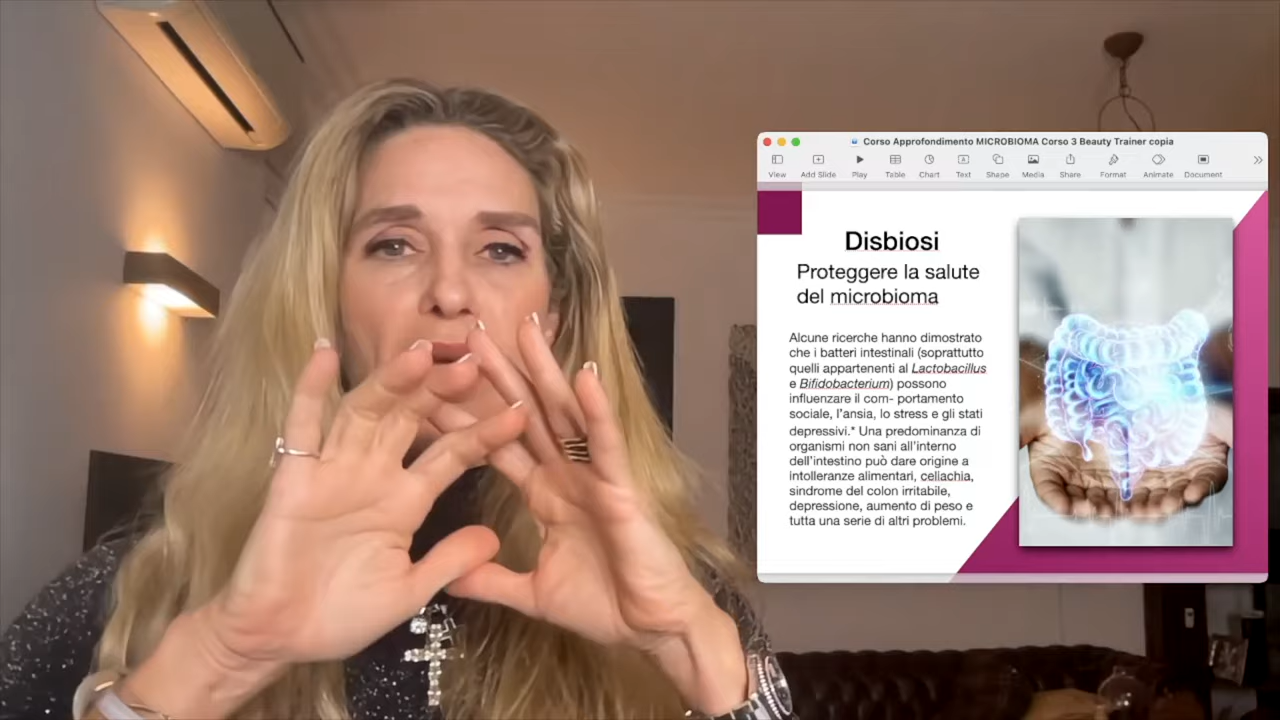 Corso Approfondimento MICROBIOMA Corso 3 Beauty Trainer copia
View Add Slide Play Table Chart Text Shape Media Share Format Animate Document
Disbiosi
Proteggere la salute
del microbioma
Alcune ricerche hanno dimostrato
che i batteri intestinali (soprattutto
quelli appartenenti al Lactobacillus
e Bifidobacterium) possono
influenzare il com- portamento
sociale, l'ansia, lo stress e gli stati
depressivi.* Una predominanza di
organismi non sani all'interno
dell'intestino può dare origine a
intolleranze alimentari, celiachia,
sindrome del colon irritabile,
depressione, aumento di peso e
tutta una serie di altri problemi.